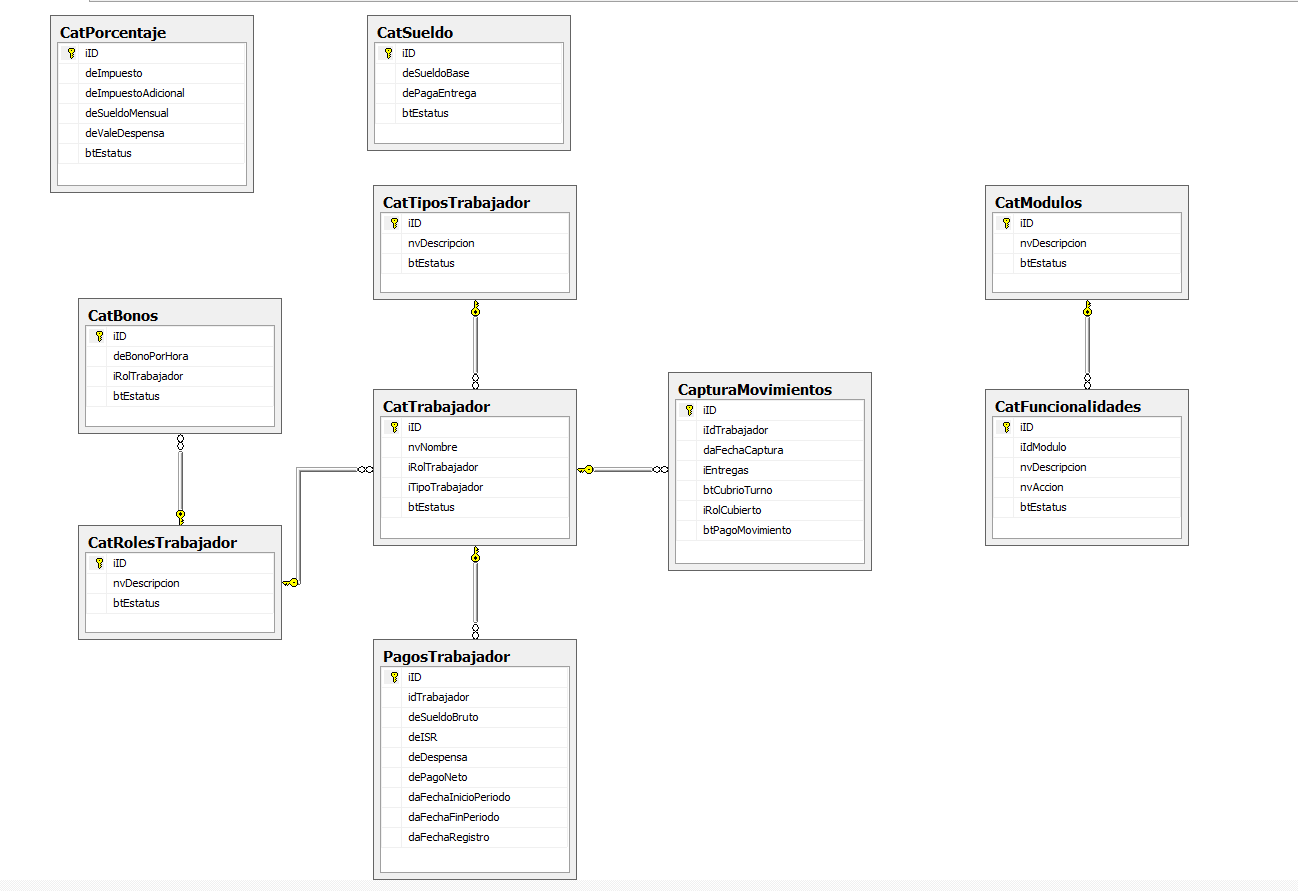 CatPorcentaje
iID
deImpuesto
deImpuestoAdicional
deSueldoMensual
deValeDespensa
btEstatus
CatSueldo
iID
deSueldoBase
dePagaEntrega
btEstatus
CatTiposTrabajador
iID
nvDescripcion
btEstatus
CatModulos
iID
nvDescripcion
btEstatus
CatBonos
iID
deBonoPorHora
iRolTrabajador
btEstatus
CatTrabajador
iID
nvNombre
iRolTrabajador
iTipoTrabajador
btEstatus
CapturaMovimientos
iID
iIdTrabajador
daFechaCaptura
iEntregas
btCubrioTurno
iRolCubierto
btPagoMovimiento
CatFuncionalidades
iID
iIdModulo
nvDescripcion
nvAccion
btEstatus
CatRolesTrabajador
iID
nvDescripcion
btEstatus
PagosTrabajador
iID
idTrabajador
deSueldoBruto
deISR
deDespensa
dePagoNeto
daFechaInicioPeriodo
daFechaFinPeriodo
daFechaRegistro